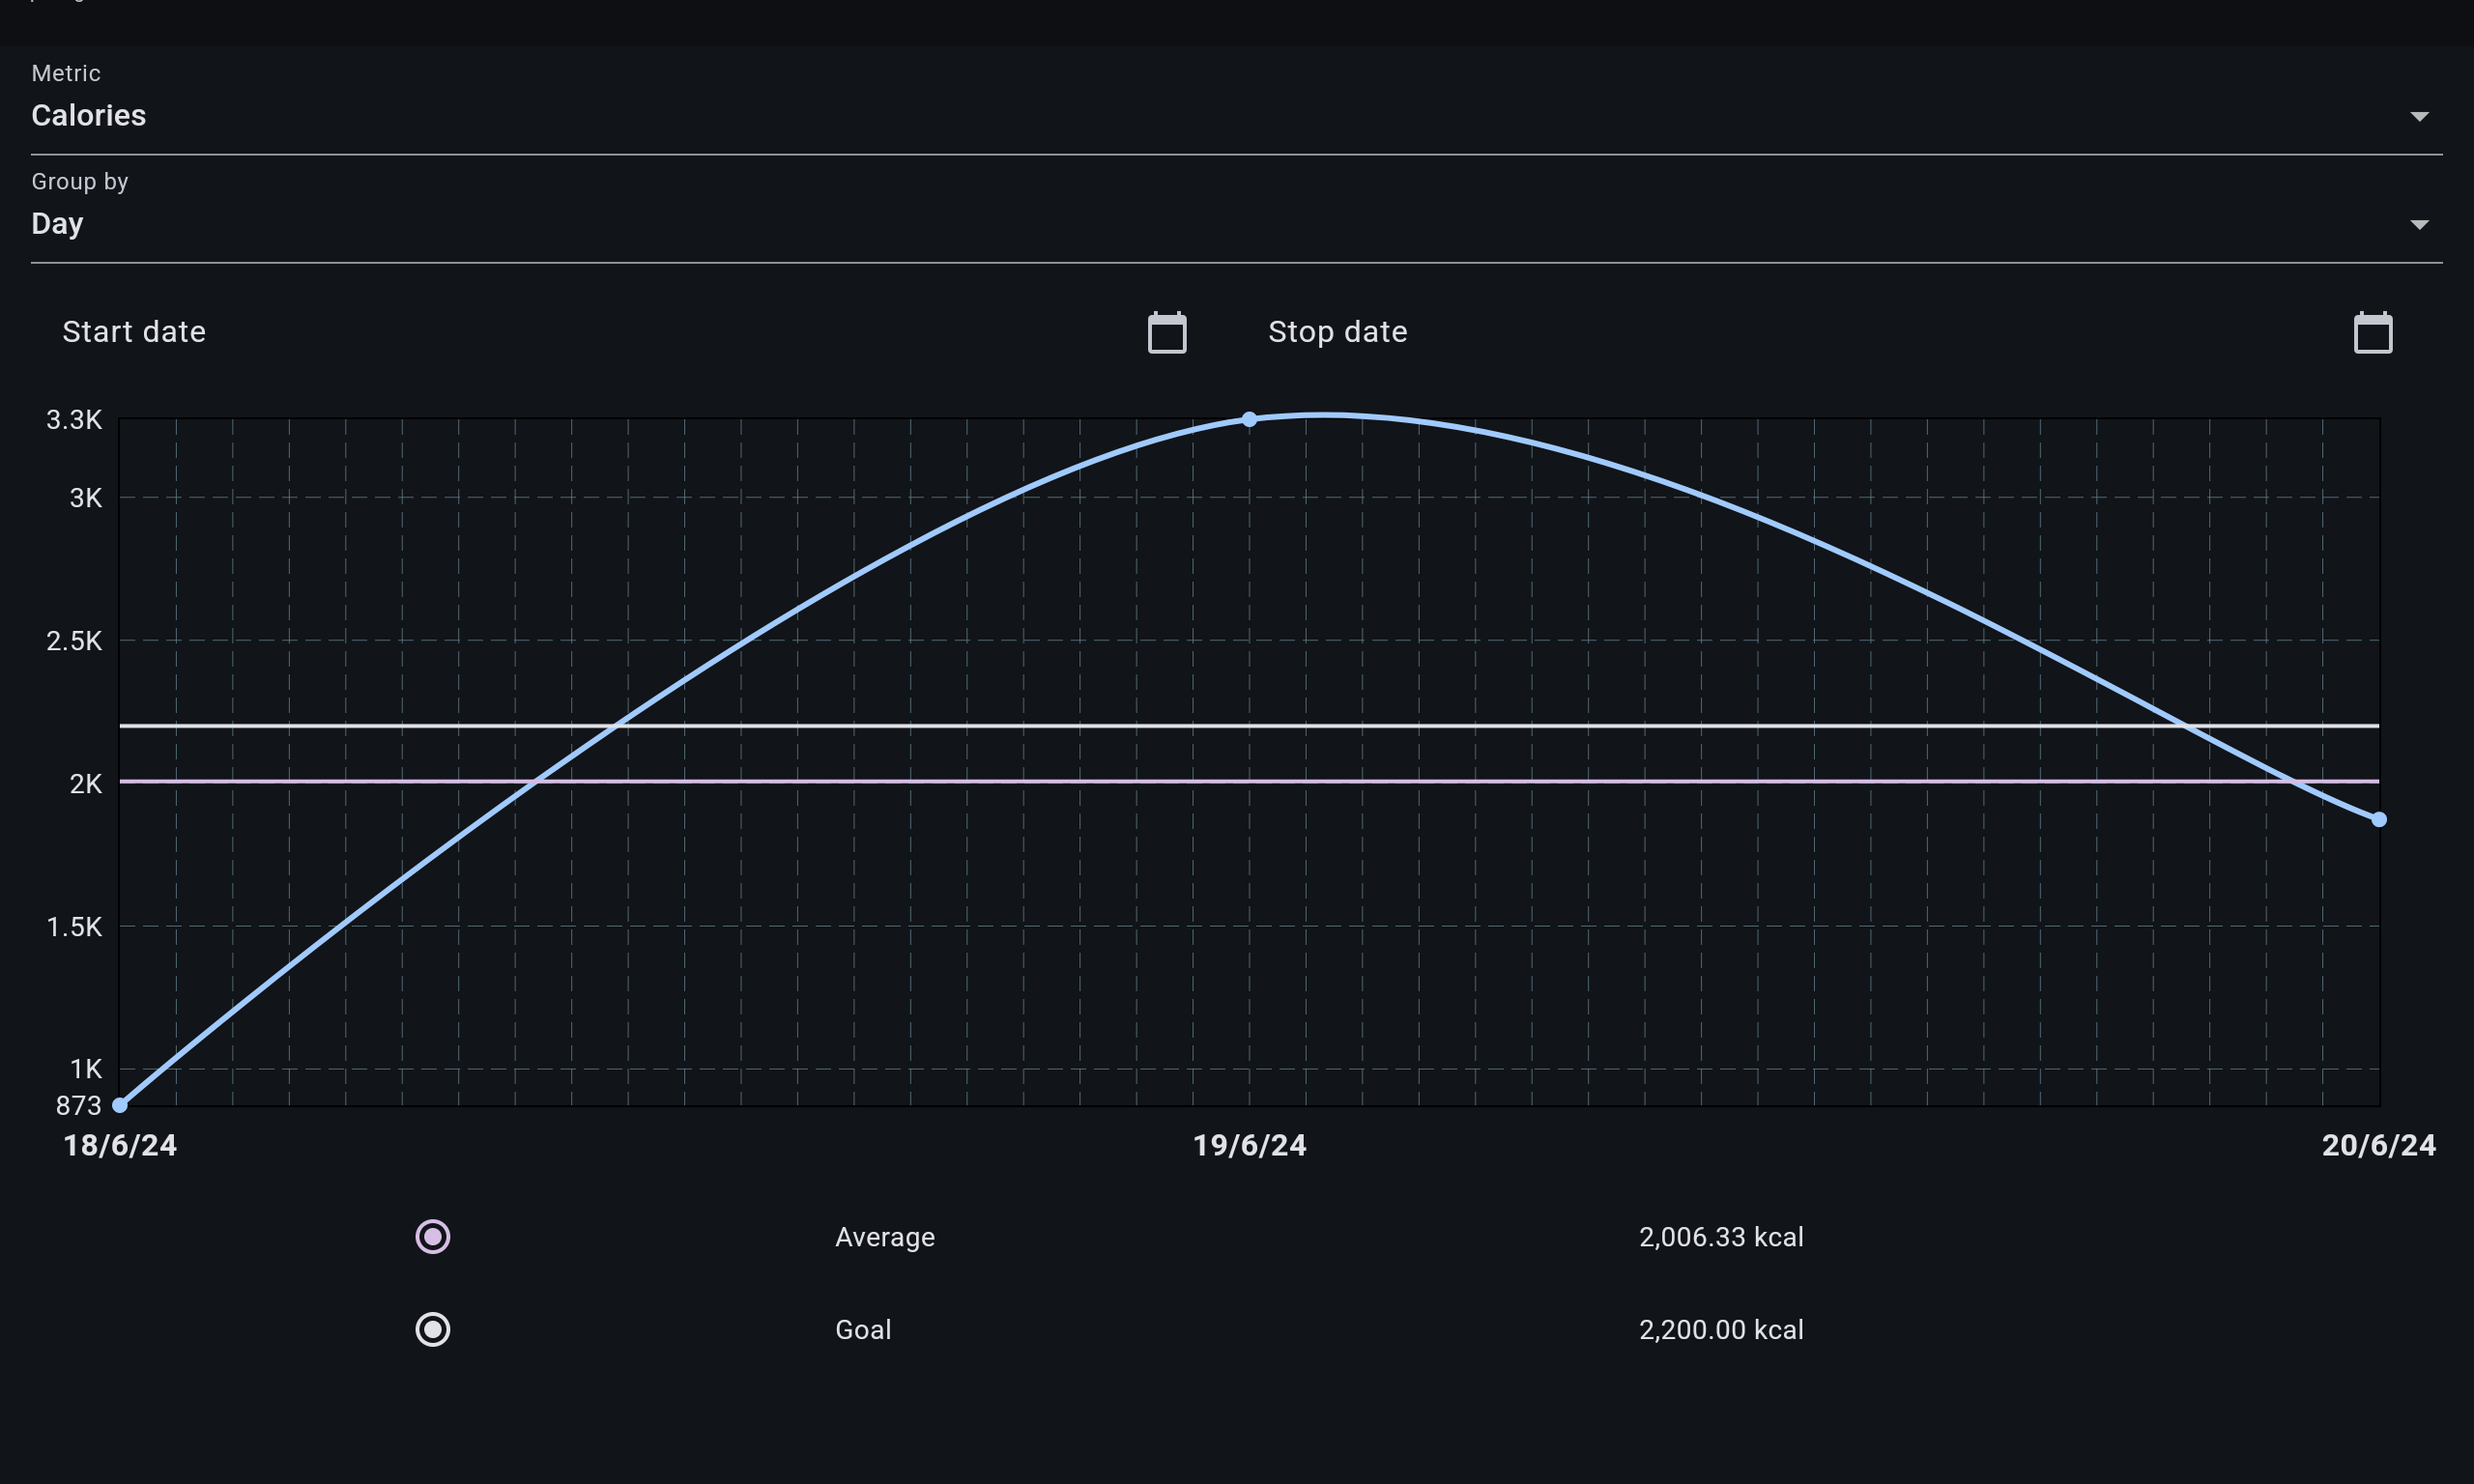 Metric
Calories
Group by
Day
Start date
Stop date
3.3K
3K
2.5K
2K
1.5K
1K
873
18/6/24 19/6/24 20/6/24
Average 2,006.33 kcal
Goal 2,200.00 kcal